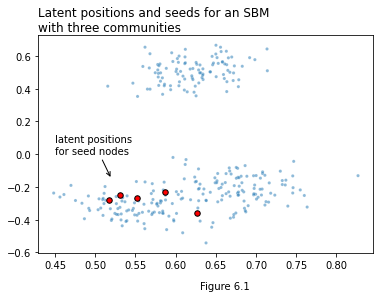 Latent positions and seeds for an SBM
with three communities
0.6
0.4
0.2
0.0
−0.2
−0.4
−0.6
latent positions
for seed nodes
0.45 0.50 0.55 0.60 0.65 0.70 0.75 0.80
Figure 6.1